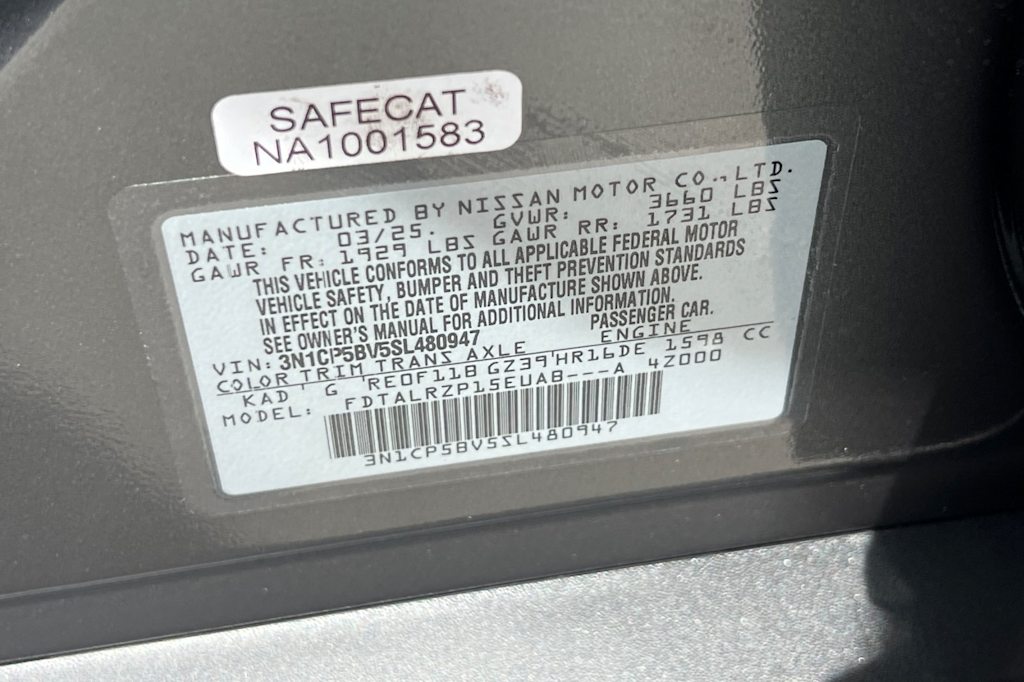 SAFECAT
NA1001583
MANUFACTURED BY NISSAN MOTOR CO.,LTD.
DATE: 03/25. GVWR: 3660 LBS
GAWR FR: 1929 LBS GAWR RR: 1731 LBS
THIS VEHICLE CONFORMS TO ALL APPLICABLE FEDERAL MOTOR
VEHICLE SAFETY, BUMPER AND THEFT PREVENTION STANDARDS
IN EFFECT ON THE DATE OF MANUFACTURE SHOWN ABOVE.
SEE OWNER'S MANUAL FOR ADDITIONAL INFORMATION.
VIN: 3N1CP5BV5SL480947 PASSENGER CAR.
COLOR TRIM TRANS AXLE ENGINE
KAD G 'RE0F11B GZ39'HR16DE 1598 CC
MODEL: FDTALRZP15EUAB---A 4Z000
3N1CP5BV5SL480947